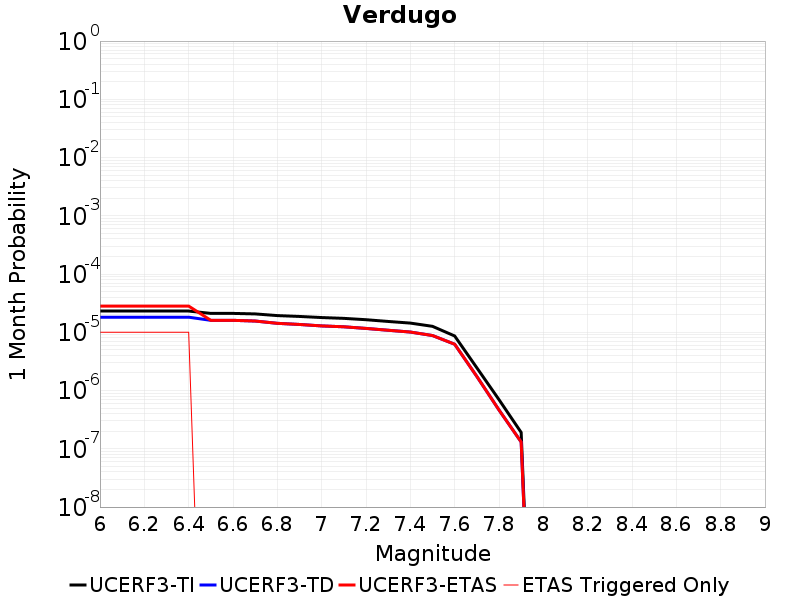 Verdugo
1 Month Probability
10^0
10^-1
10^-2
10^-3
10^-4
10^-5
10^-6
10^-7
10^-8
6 6.2 6.4 6.6 6.8 7 7.2 7.4 7.6 7.8 8 8.2 8.4 8.6 8.8 9
Magnitude
UCERF3-TI UCERF3-TD UCERF3-ETAS ETAS Triggered Only